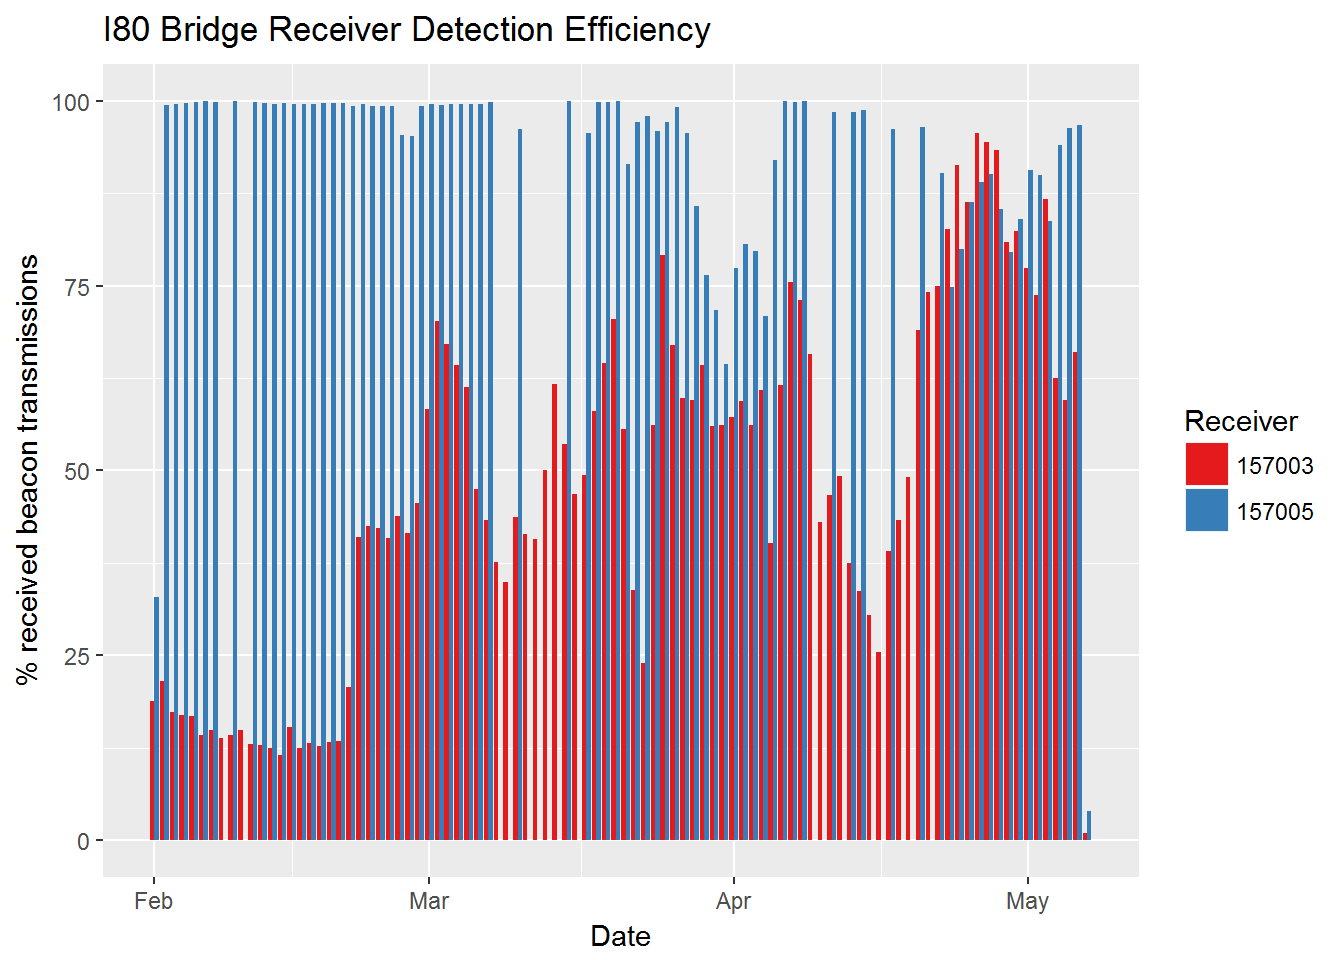 I80 Bridge Receiver Detection Efficiency
% received beacon transmissions
100
75
50
25
0
Feb
Mar
Apr
May
Date
Receiver
157003
157005